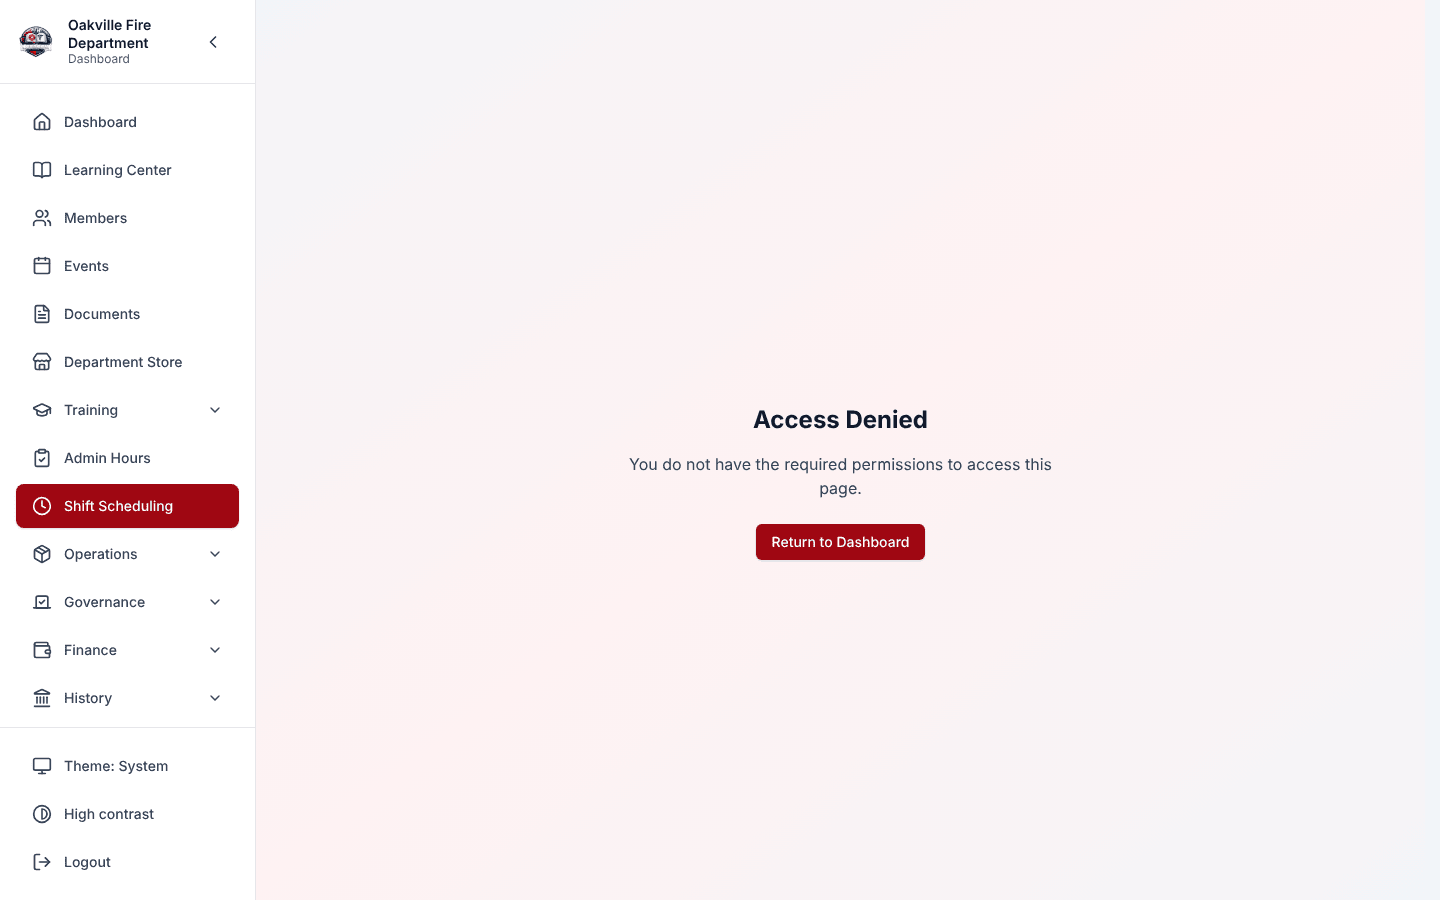 Oakville Fire
Department
Dashboard
Dashboard
Learning Center
Members
Events
Documents
Department Store
Training
Admin Hours
Shift Scheduling
Operations
Governance
Finance
History
Theme: System
High contrast
Logout
Access Denied
You do not have the required permissions to access this
page.
Return to Dashboard